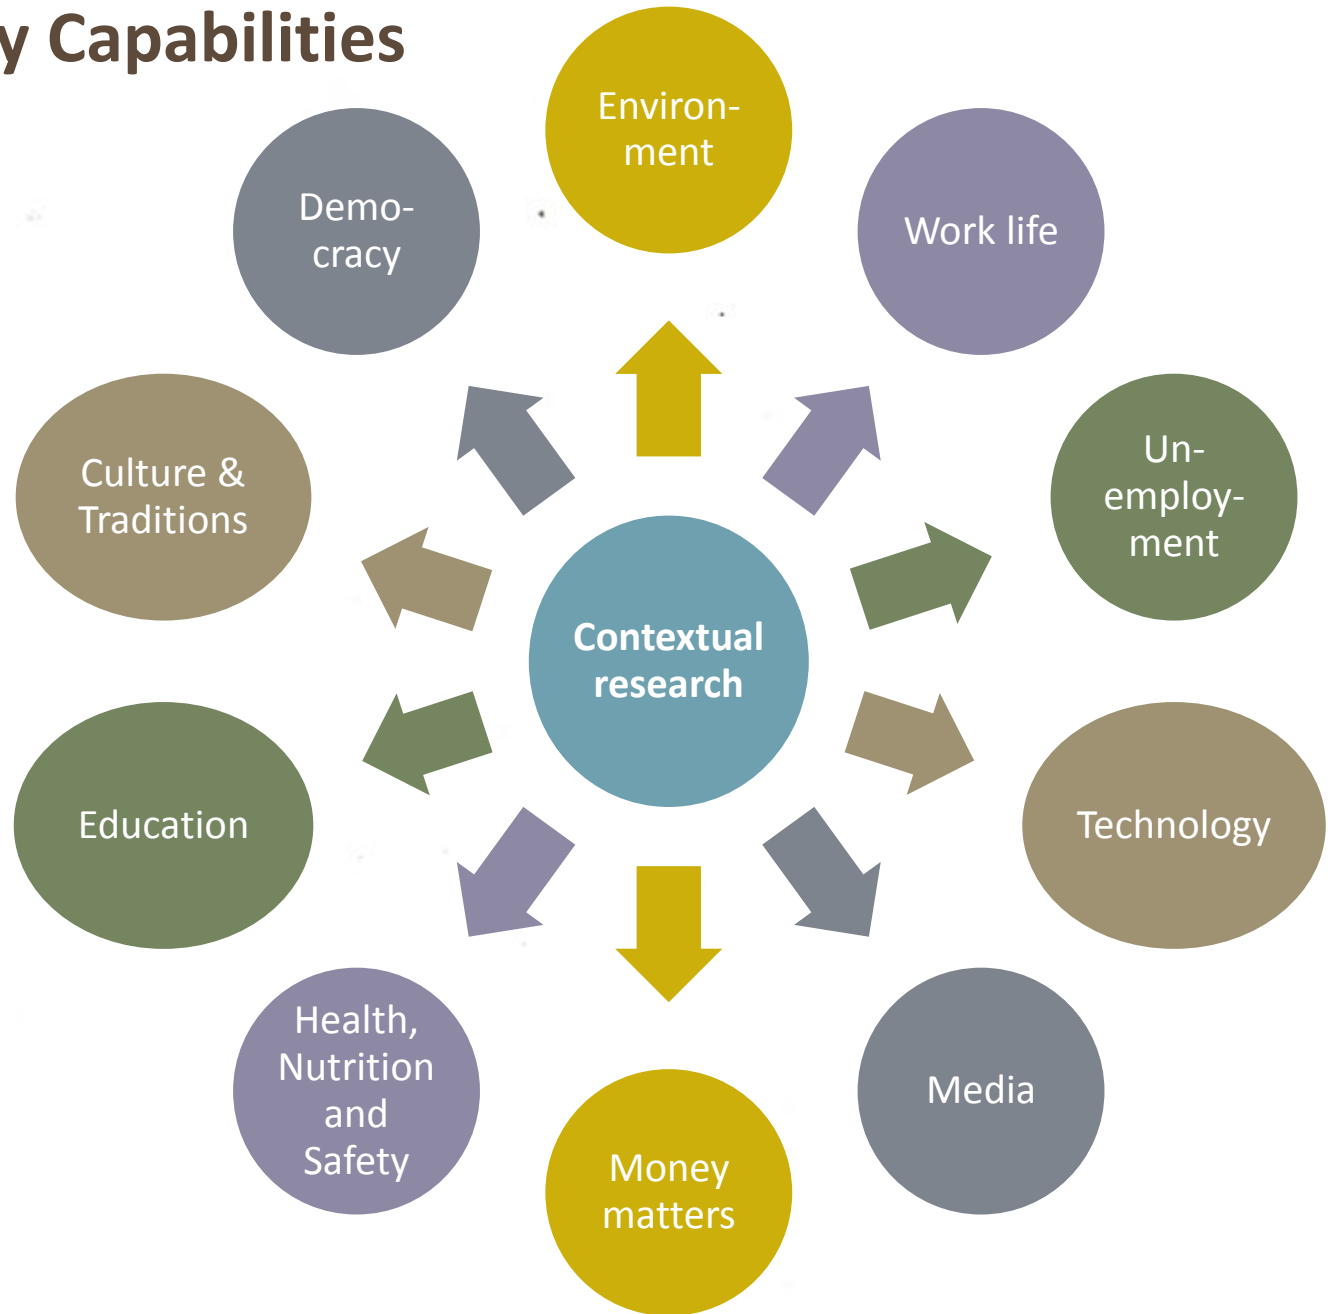 y Capabilities
Environ-
ment
Work life
Un-
employ-
ment
Technology
Media
Money
matters
Health,
Nutrition
and
Safety
Education
Culture &
Traditions
Demo-
cracy
Contextual
research